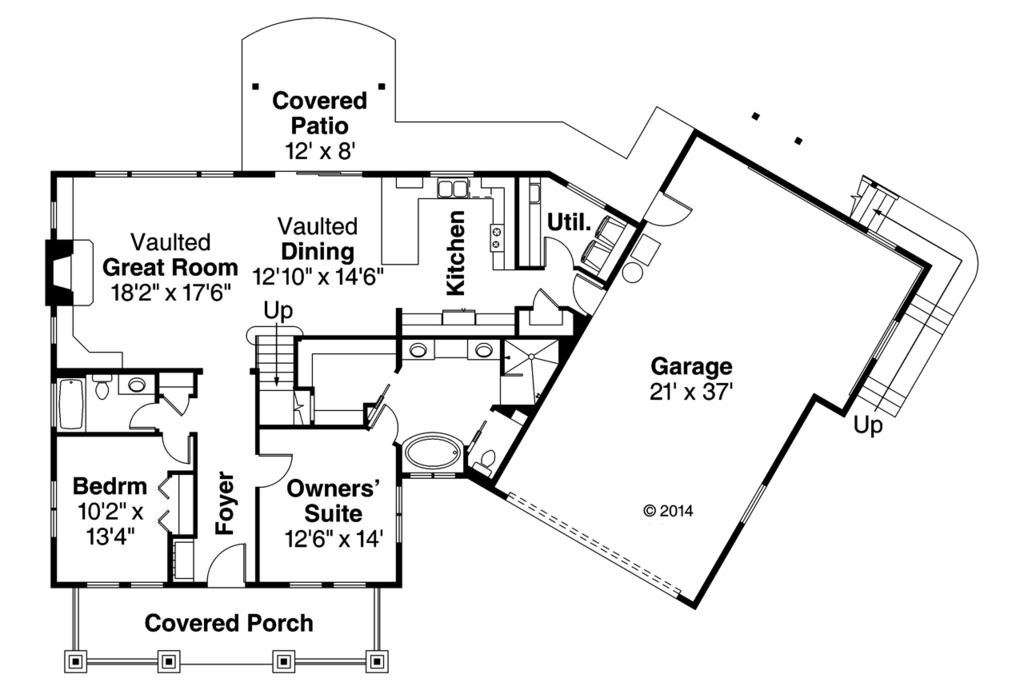 Covered
Patio
12' x 8'
Vaulted
Great Room
18'2" x 17'6"
Vaulted
Dining
12'10" x 14'6"
Kitchen
Util.
Up
Garage
21' x 37'
Up
Bedrm
10'2" x
13'4"
Foyer
Owners'
Suite
12'6" x 14'
© 2014
Covered Porch